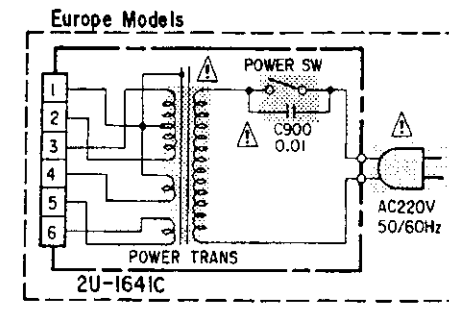 Europe Models
POWER SW
C900
0.01
AC220V
50/60Hz
1
2
3
4
5
6
POWER TRANS
2U-1641C